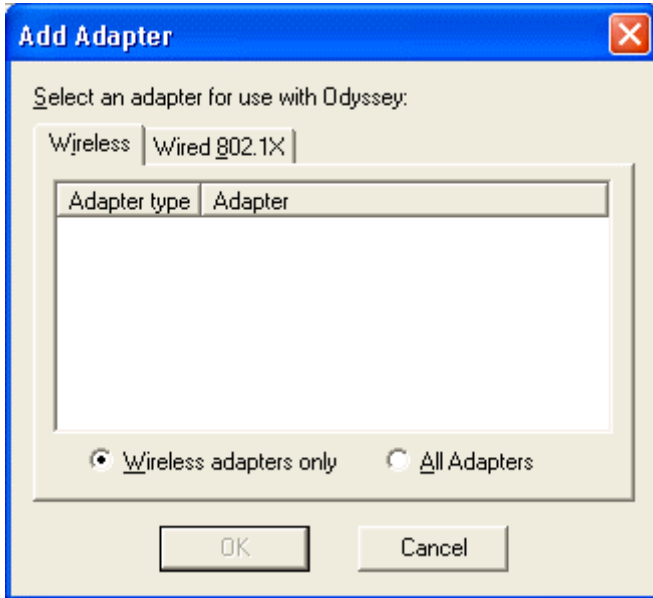 Add Adapter
Select an adapter for use with Odyssey:
Wireless Wired 802.1X
Adapter type Adapter
Wireless adapters only All Adapters
OK Cancel